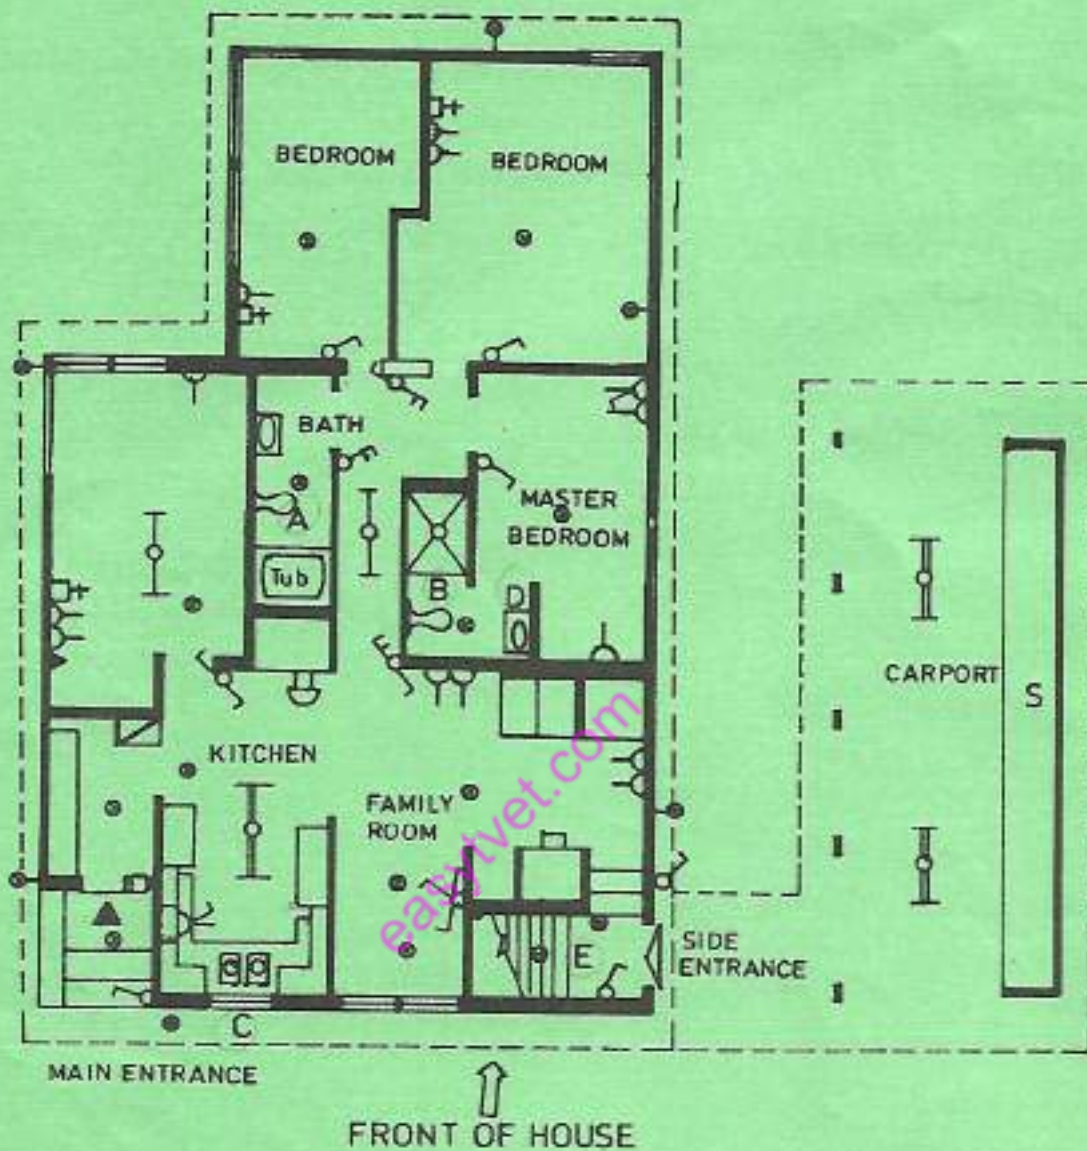 BEDROOM
BEDROOM
BATH
A
MASTER
BEDROOM
Tub
B
D
CARPORT
S
KITCHEN
FAMILY
ROOM
easytvet.com
E
SIDE
ENTRANCE
C
MAIN ENTRANCE
FRONT OF HOUSE